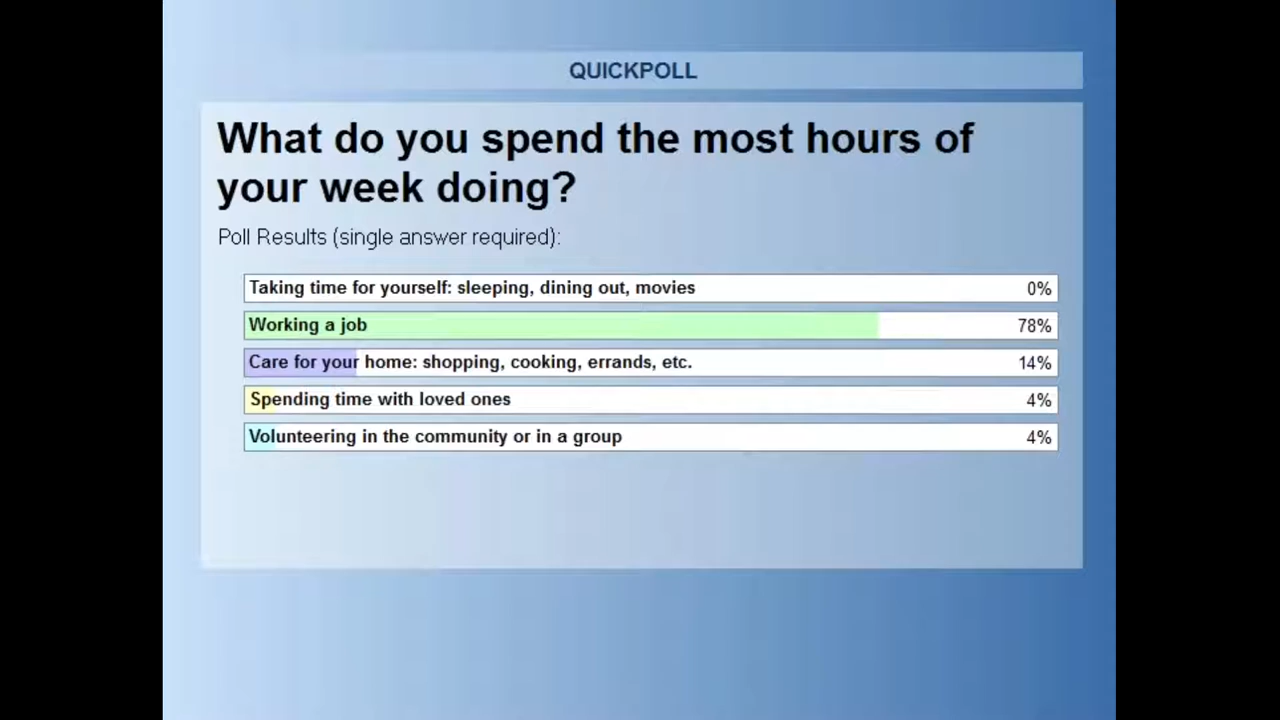 QUICKPOLL
What do you spend the most hours of
your week doing?
Poll Results (single answer required):
Taking time for yourself: sleeping, dining out, movies 0%
Working a job 78%
Care for your home: shopping, cooking, errands, etc. 14%
Spending time with loved ones 4%
Volunteering in the community or in a group 4%